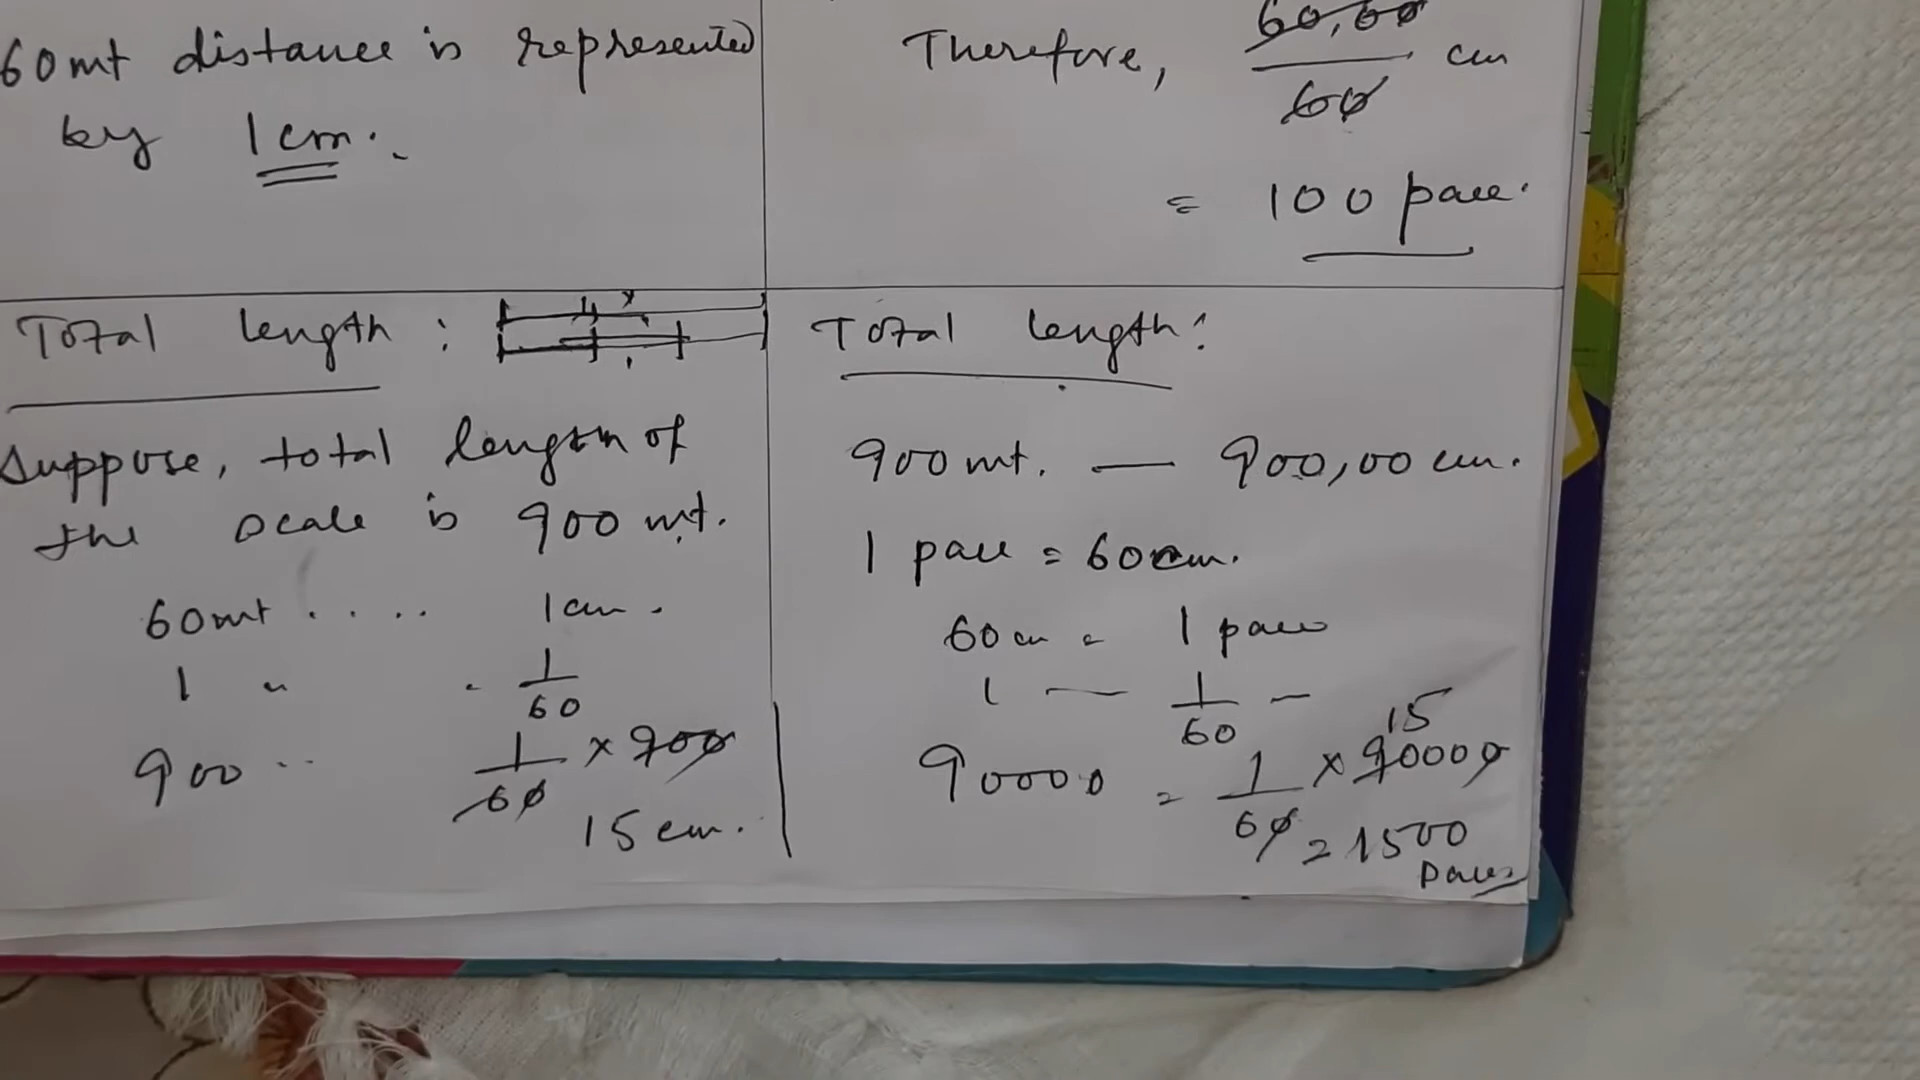 60mt distance is represented
by 1cm.
Therefore, 60,00/60 cm
= 100 pace.
Total length :
Suppose, total length of
the scale is 900 mt.
60mt .... 1cm.
1 " - 1/60
900 .. 1/60 × 900
15 cm.
Total length:
900 mt. — 900,00 cm.
1 pace = 60cm.
60 cm = 1 pace
1 — 1/60 —
15
90000 = 1/60 × 90000
= 1500
Paces